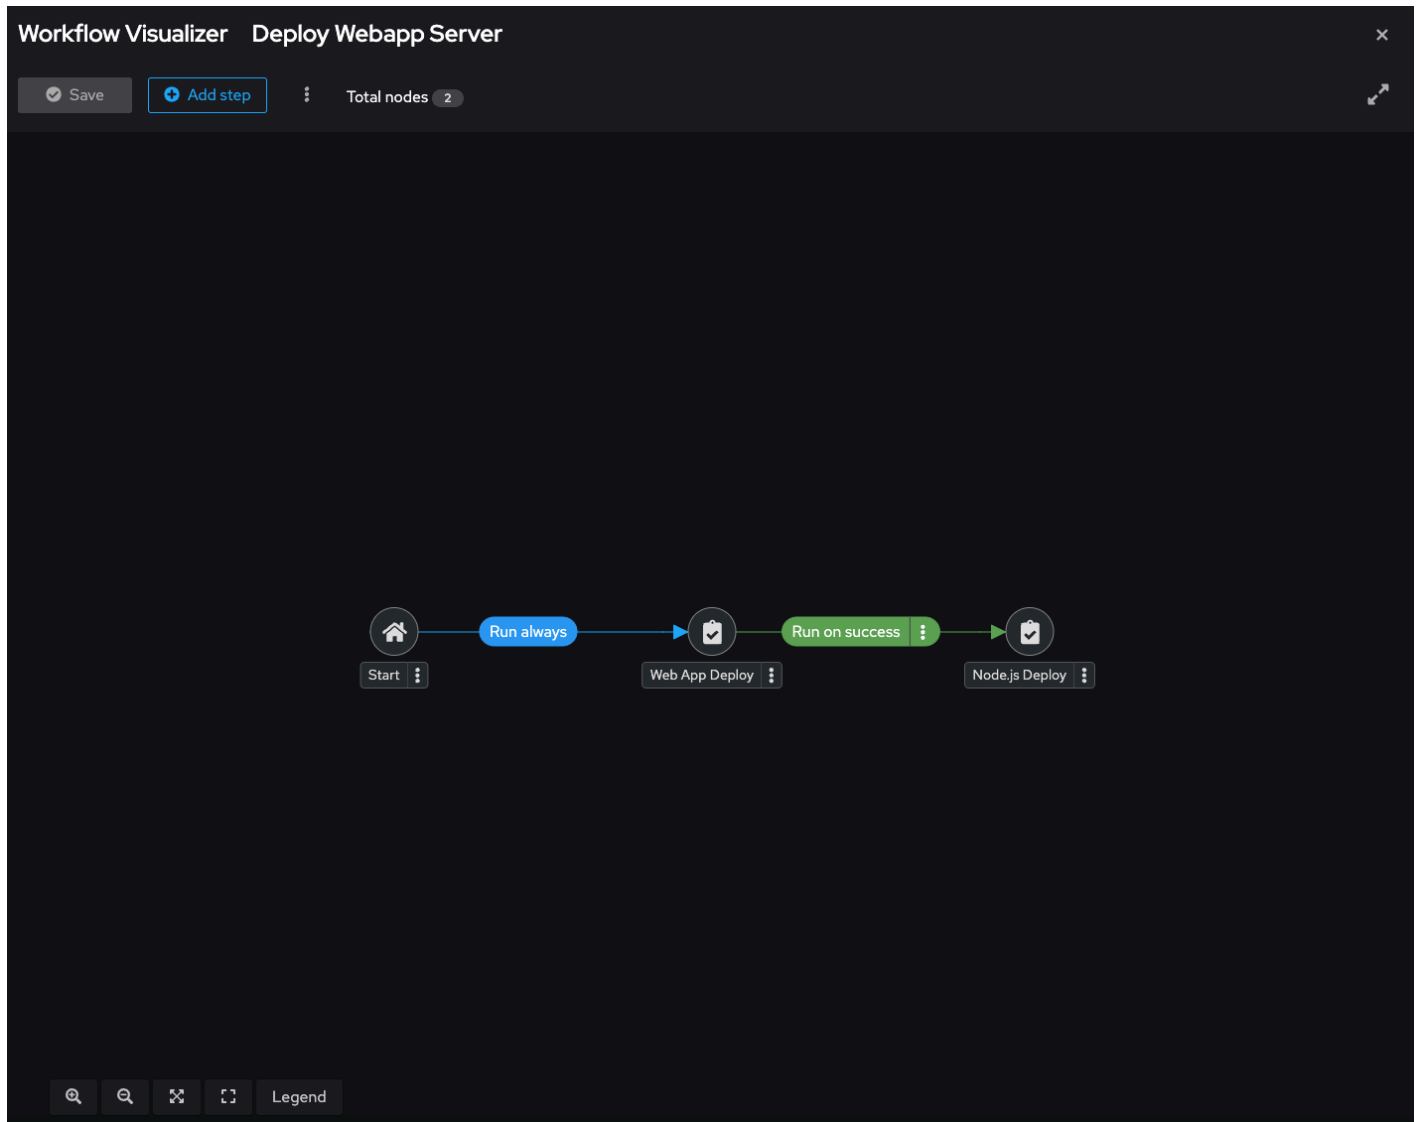 Workflow Visualizer Deploy Webapp Server
Save Add step Total nodes 2
Run always Run on success
Start Web App Deploy Node.js Deploy
Legend